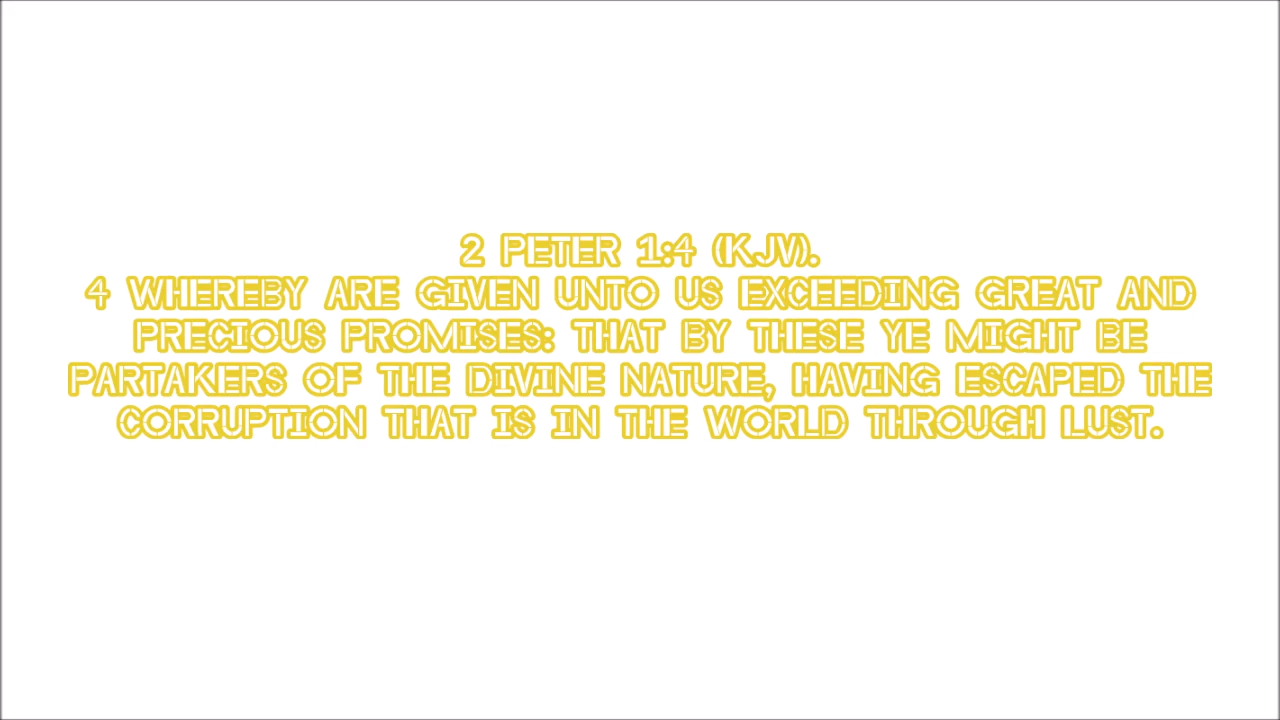 2 PETER 1:4 (KJV).
4 WHEREBY ARE GIVEN UNTO US EXCEEDING GREAT AND
PRECIOUS PROMISES: THAT BY THESE YE MIGHT BE
PARTAKERS OF THE DIVINE NATURE, HAVING ESCAPED THE
CORRUPTION THAT IS IN THE WORLD THROUGH LUST.